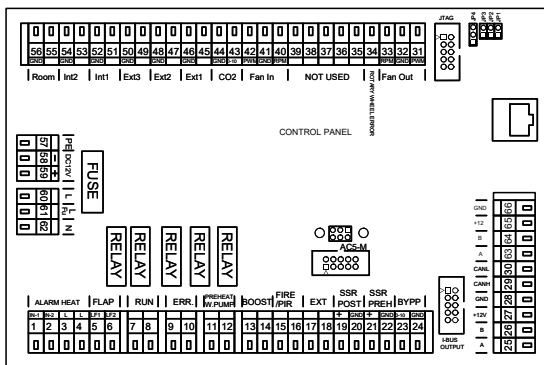 JTAG
JP4
JP3
JP2
JP1
56 55 54 53 52 51 50 49 48 47 46 45 44 43 42 41 40 39 38 37 36 35 34 33 32 31
GND GND GND GND GND GND GND >10 PWM GND RPM RPM GND PWM
Room Int2 Int1 Ext3 Ext2 Ext1 CO2 Fan In NOT USED ROTARY WHEEL ERROR Fan Out
CONTROL PANEL
57 PE
58 -
59 +
DC12V
FUSE
60 L
61 L Fu
62 N
RELAY RELAY RELAY RELAY RELAY
AC5-M
GND 66
+12 65
B 64
A 63
CANL 30
CANH 29
GND 28
+12V 27
B 26
A 25
I-BUS
OUTPUT
ALARM HEAT FLAP RUN ERR. PREHEAT W.PUMP BOOST FIRE /PIR EXT SSR POST SSR PREH BYPP
IN-1 IN-2 L L LF1 LF2 + GND + GND >10 GND
1 2 3 4 5 6 7 8 9 10 11 12 13 14 15 16 17 18 19 20 21 22 23 24